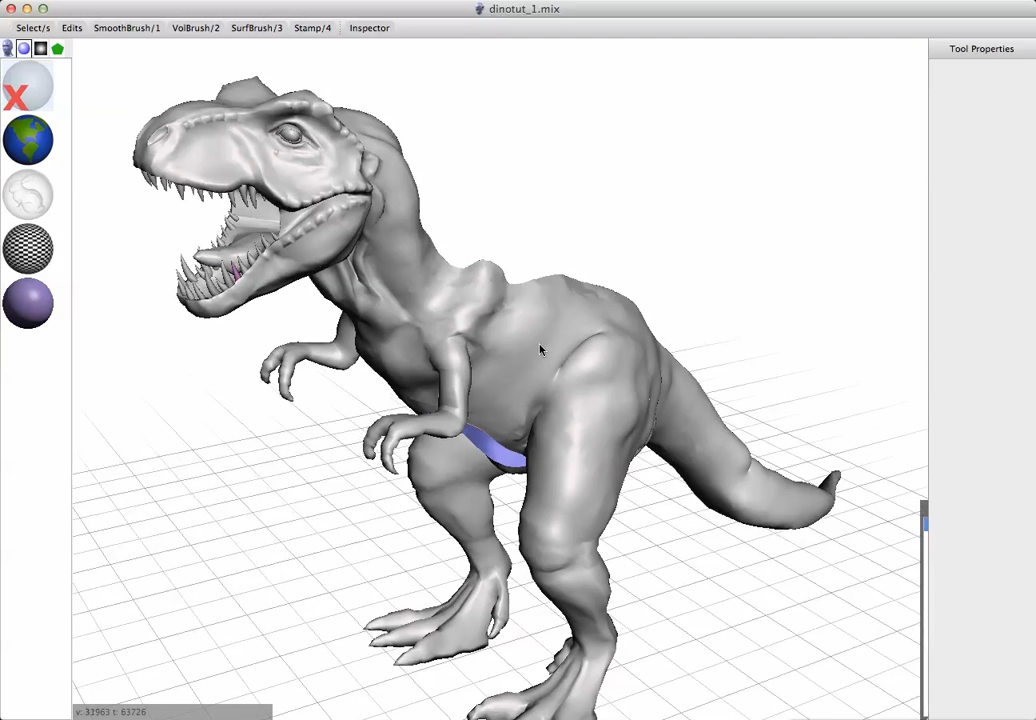 dinotut_1.mix
Select/s Edits SmoothBrush/1 VolBrush/2 SurfBrush/3 Stamp/4 Inspector
Tool Properties
v: 31963 t: 63726